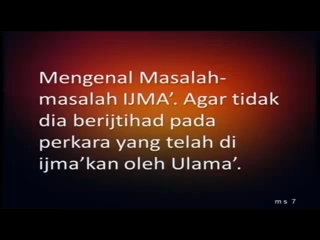 Mengenal Masalah-
masalah IJMA’. Agar tidak
dia berijtihad pada
perkara yang telah di
ijma’kan oleh Ulama’.
ms 7